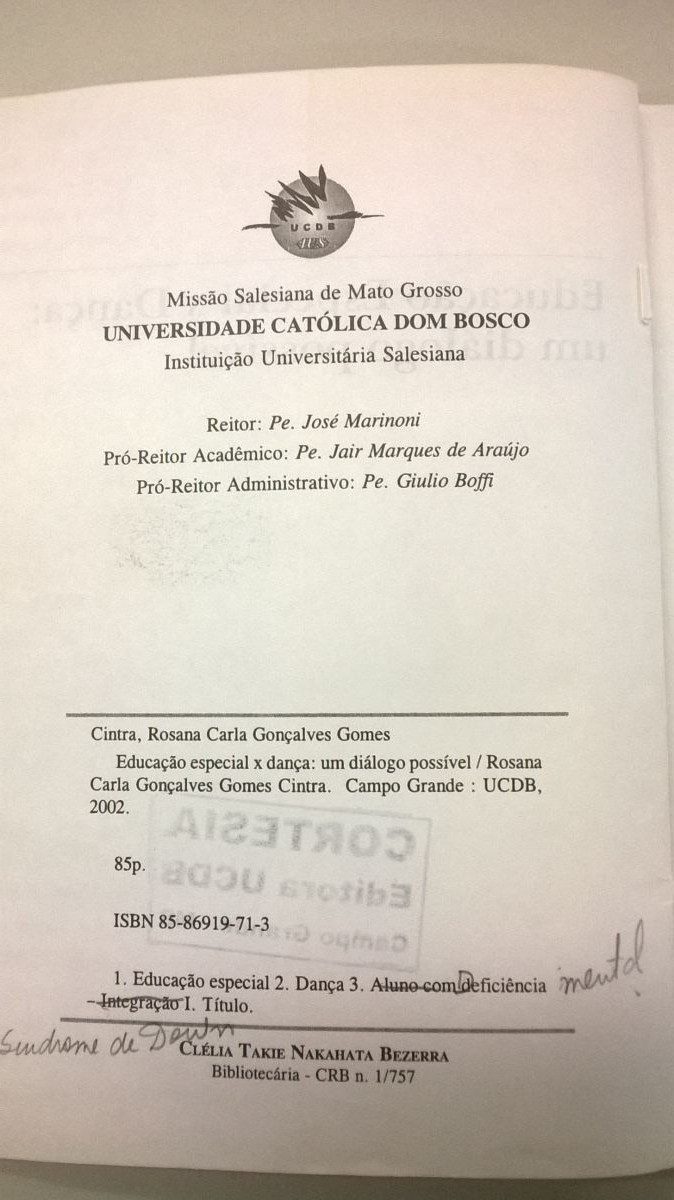 UCDB
Missão Salesiana de Mato Grosso
UNIVERSIDADE CATÓLICA DOM BOSCO
Instituição Universitária Salesiana
Reitor: Pe. José Marinoni
Pró-Reitor Acadêmico: Pe. Jair Marques de Araújo
Pró-Reitor Administrativo: Pe. Giulio Boffi
Cintra, Rosana Carla Gonçalves Gomes
Educação especial x dança: um diálogo possível / Rosana
Carla Gonçalves Gomes Cintra. Campo Grande : UCDB,
2002.
CORTESIA
Editora UCDB
Campo Grande
85p.
ISBN 85-86919-71-3
1. Educação especial 2. Dança 3. Aluno com Deficiência mental
– Integração I. Título.
Síndrome de Down
CLÉLIA TAKIE NAKAHATA BEZERRA
Bibliotecária - CRB n. 1/757